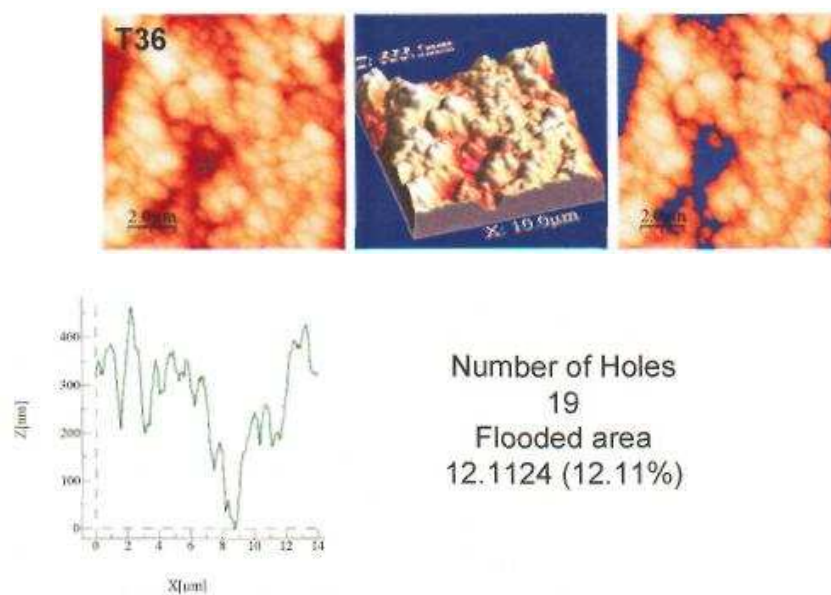 T36
2.0µm
X: 10.0µm
2.0µm
Z[nm]
400
300
200
100
0
0 2 4 6 8 10 12 14
X[µm]
Number of Holes
19
Flooded area
12.1124 (12.11%)